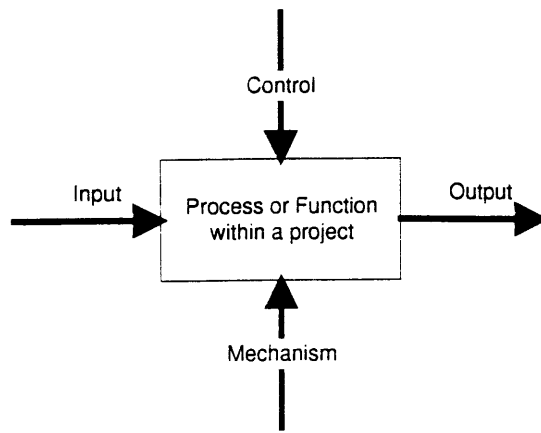 Control
Input
Process or Function
within a project
Output
Mechanism